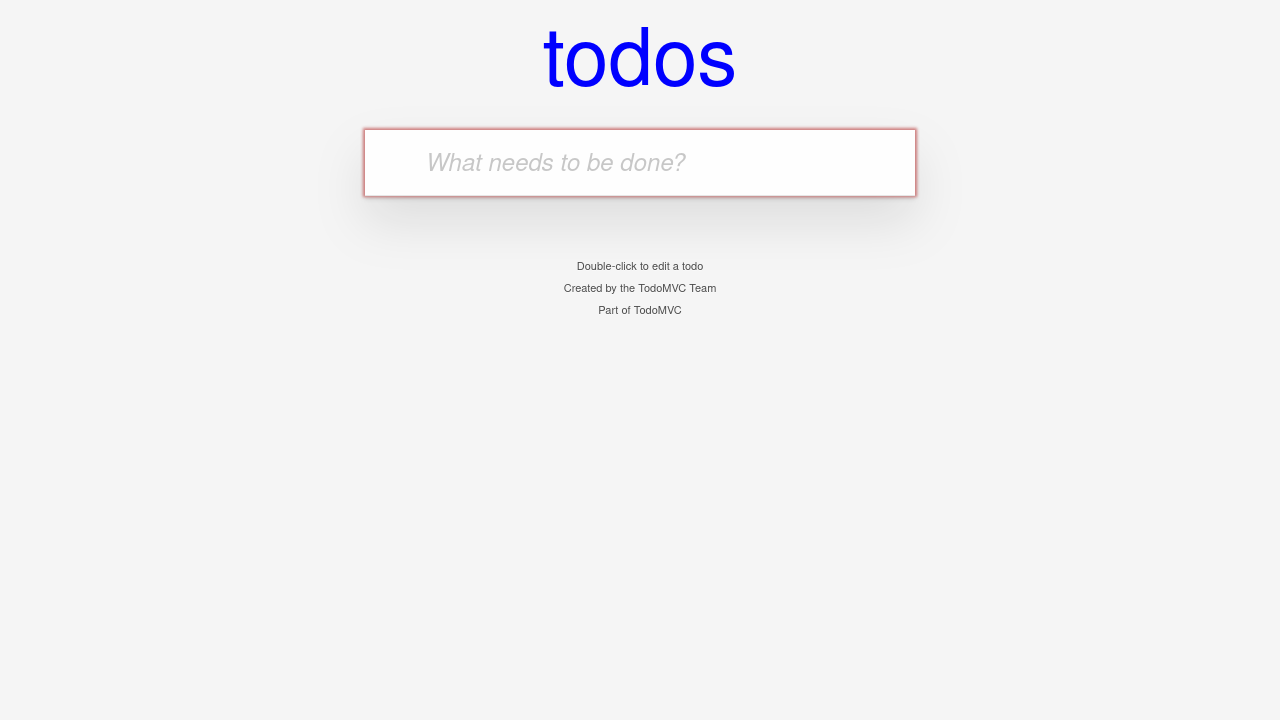 todos
What needs to be done?
Double-click to edit a todo
Created by the TodoMVC Team
Part of TodoMVC